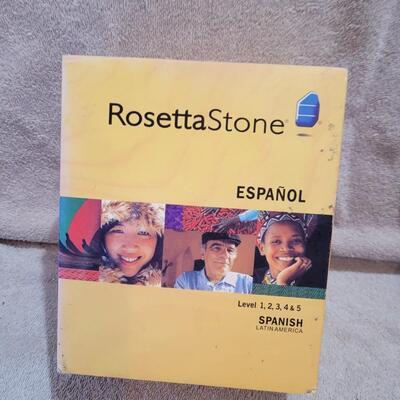 RosettaStone
ESPAÑOL
Level 1, 2, 3, 4 & 5
SPANISH
LATIN AMERICA